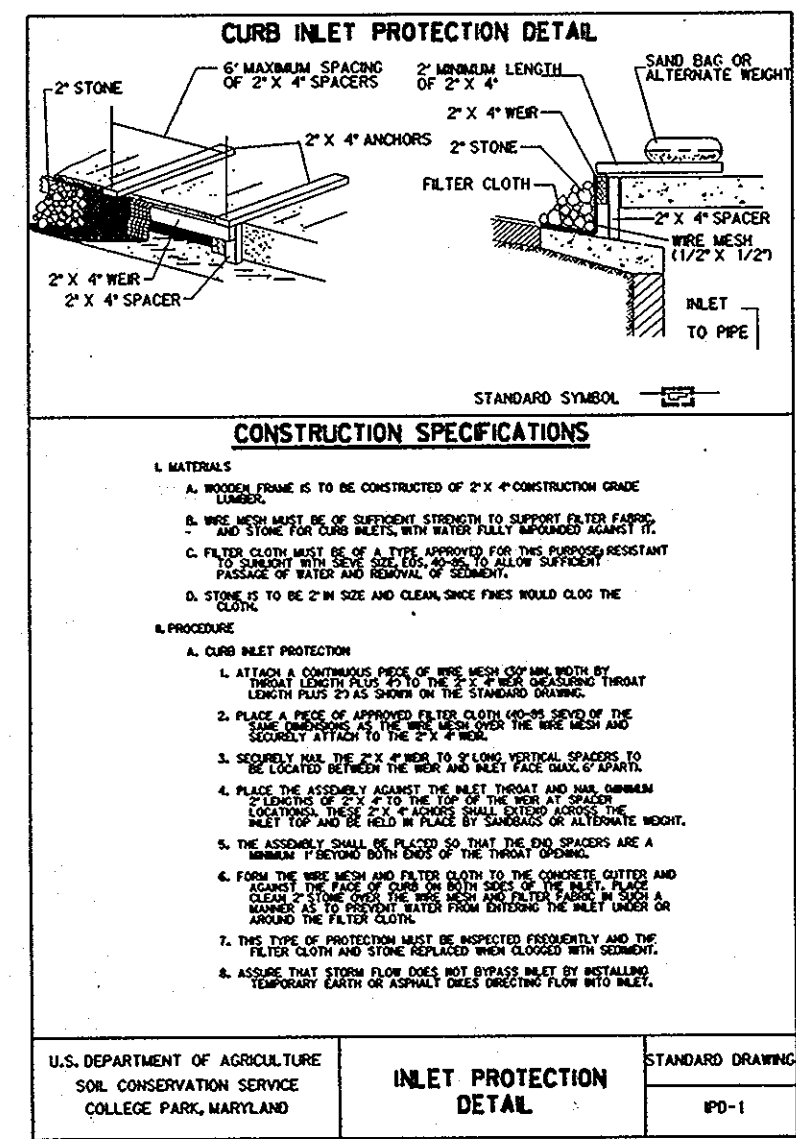 CURB INLET PROTECTION DETAIL
2" STONE
6' MAXIMUM SPACING
OF 2" X 4" SPACERS
2" X 4" ANCHORS
2" X 4" WEIR
2" X 4" SPACER
2' MINIMUM LENGTH
OF 2" X 4"
2" X 4" WEIR
2" STONE
FILTER CLOTH
SAND BAG OR
ALTERNATE WEIGHT
2" X 4" SPACER
WIRE MESH
(1/2" X 1/2")
INLET
TO PIPE
STANDARD SYMBOL
CONSTRUCTION SPECIFICATIONS
I. MATERIALS
A. WOODEN FRAME IS TO BE CONSTRUCTED OF 2" X 4" CONSTRUCTION GRADE
LUMBER.
B. WIRE MESH MUST BE OF SUFFICIENT STRENGTH TO SUPPORT FILTER FABRIC,
AND STONE FOR CURB INLETS, WITH WATER FULLY IMPOUNDED AGAINST IT.
C. FILTER CLOTH MUST BE OF A TYPE APPROVED FOR THIS PURPOSE; RESISTANT
TO SUNLIGHT WITH SIEVE SIZE, EOS, 40-85, TO ALLOW SUFFICIENT
PASSAGE OF WATER AND REMOVAL OF SEDIMENT.
D. STONE IS TO BE 2" IN SIZE AND CLEAN, SINCE FINES WOULD CLOG THE
CLOTH.
II. PROCEDURE
A. CURB INLET PROTECTION
1. ATTACH A CONTINUOUS PIECE OF WIRE MESH (30" MIN. WIDTH BY
THROAT LENGTH PLUS 4') TO THE 2" X 4" WEIR (MEASURING THROAT
LENGTH PLUS 2') AS SHOWN ON THE STANDARD DRAWING.
2. PLACE A PIECE OF APPROVED FILTER CLOTH (40-85 SIEVE) OF THE
SAME DIMENSIONS AS THE WIRE MESH OVER THE WIRE MESH AND
SECURELY ATTACH TO THE 2" X 4" WEIR.
3. SECURELY NAIL THE 2" X 4" WEIR TO 9" LONG VERTICAL SPACERS TO
BE LOCATED BETWEEN THE WEIR AND INLET FACE (MAX. 6' APART).
4. PLACE THE ASSEMBLY AGAINST THE INLET THROAT AND NAIL (MINIMUM
2' LENGTHS OF 2" X 4" TO THE TOP OF THE WEIR AT SPACER
LOCATIONS). THESE 2" X 4" ACHORS SHALL EXTEND ACROSS THE
INLET TOP AND BE HELD IN PLACE BY SANDBAGS OR ALTERNATE WEIGHT.
5. THE ASSEMBLY SHALL BE PLACED SO THAT THE END SPACERS ARE A
MINIMUM 1' BEYOND BOTH ENDS OF THE THROAT OPENING.
6. FORM THE WIRE MESH AND FILTER CLOTH TO THE CONCRETE GUTTER AND
AGAINST THE FACE OF CURB ON BOTH SIDES OF THE INLET. PLACE
CLEAN 2" STONE OVER THE WIRE MESH AND FILTER FABRIC IN SUCH A
MANNER AS TO PREVENT WATER FROM ENTERING THE INLET UNDER OR
AROUND THE FILTER CLOTH.
7. THIS TYPE OF PROTECTION MUST BE INSPECTED FREQUENTLY AND THE
FILTER CLOTH AND STONE REPLACED WHEN CLOGGED WITH SEDIMENT.
8. ASSURE THAT STORM FLOW DOES NOT BYPASS INLET BY INSTALLING
TEMPORARY EARTH OR ASPHALT DIKES DIRECTING FLOW INTO INLET.
U.S. DEPARTMENT OF AGRICULTURE
SOIL CONSERVATION SERVICE
COLLEGE PARK, MARYLAND
INLET PROTECTION
DETAIL
STANDARD DRAWING
IPD-1